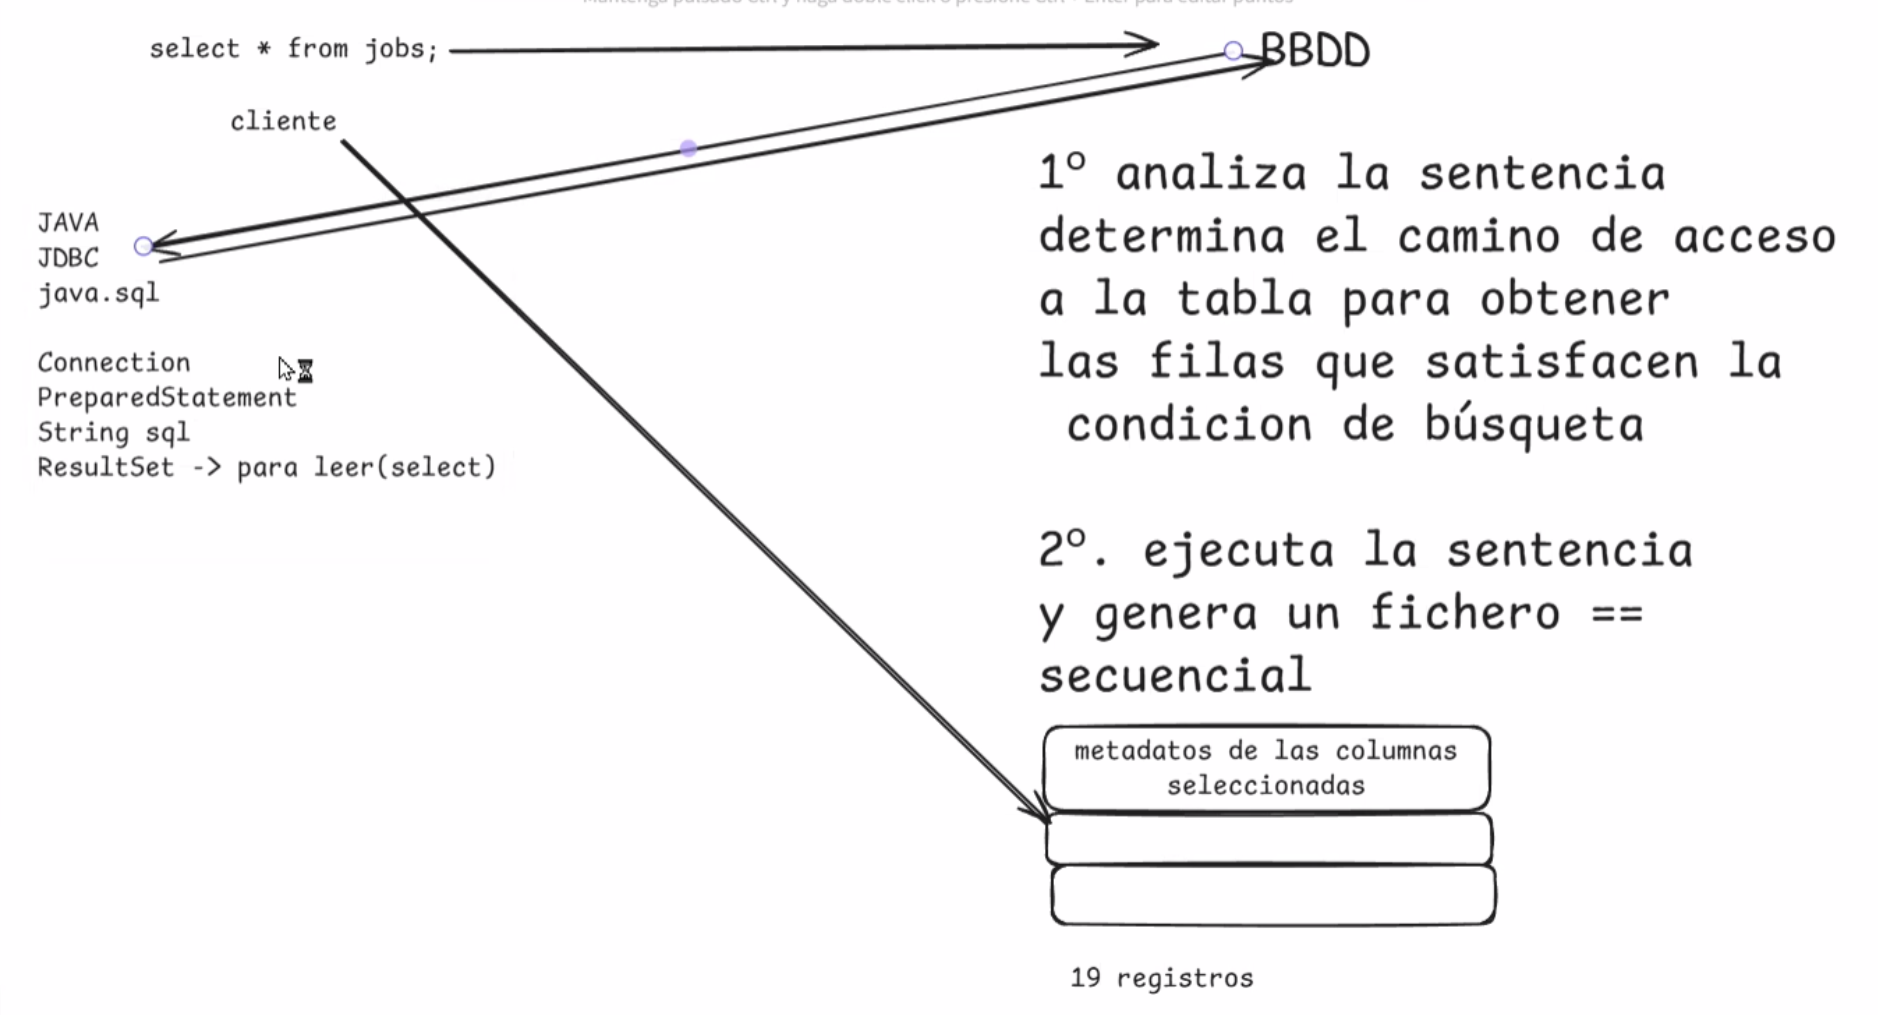 Mantenga pulsado Ctrl y haga doble click o presione Ctrl + Enter para editar puntos
select * from jobs;
BBDD
cliente
JAVA
JDBC
java.sql
Connection
PreparedStatement
String sql
ResultSet -> para leer(select)
1º analiza la sentencia
determina el camino de acceso
a la tabla para obtener
las filas que satisfacen la
condicion de búsqueta
2º. ejecuta la sentencia
y genera un fichero ==
secuencial
metadatos de las columnas
seleccionadas
19 registros